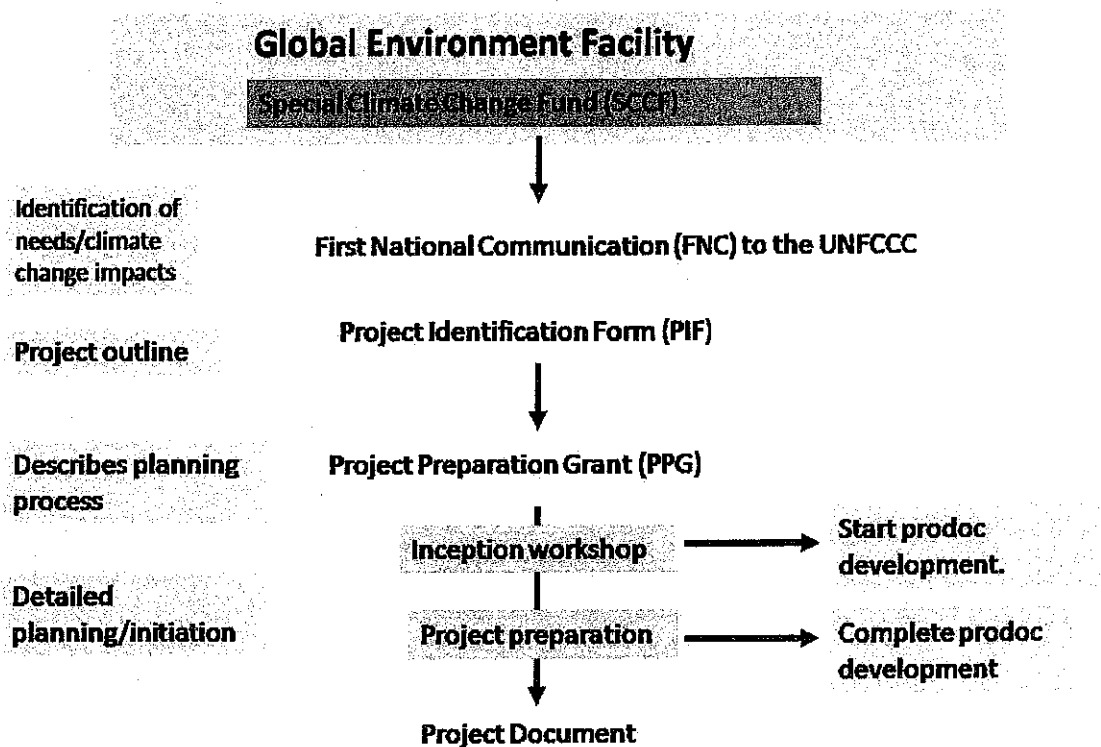 Global Environment Facility
Special Climate Change Fund (SCCF)
Identification of
needs/climate
change impacts
First National Communication (FNC) to the UNFCCC
Project Identification Form (PIF)
Project outline
Describes planning
process
Project Preparation Grant (PPG)
Inception workshop
Start prodoc
development.
Detailed
planning/initiation
Project preparation
Complete prodoc
development
Project Document